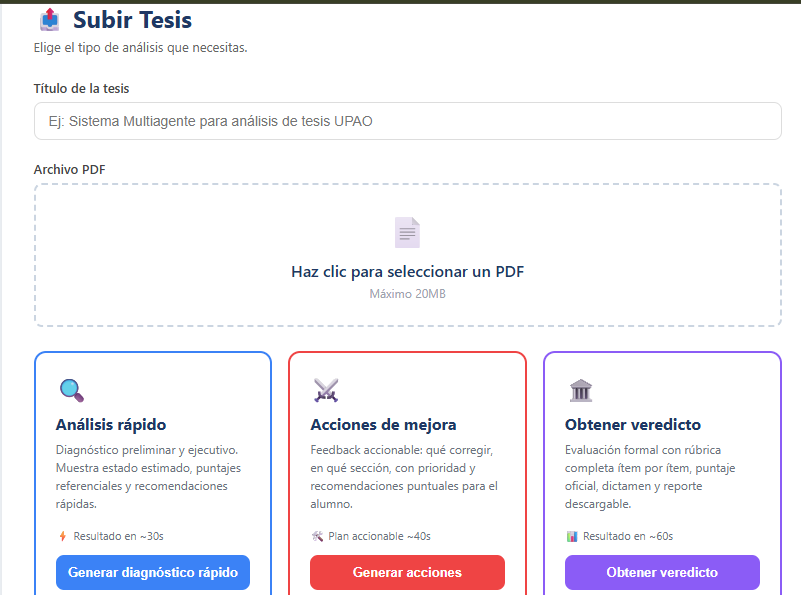 Subir Tesis
Elige el tipo de análisis que necesitas.
Título de la tesis
Ej: Sistema Multiagente para análisis de tesis UPAO
Archivo PDF
Haz clic para seleccionar un PDF
Máximo 20MB
Análisis rápido
Diagnóstico preliminar y ejecutivo.
Muestra estado estimado, puntajes
referenciales y recomendaciones
rápidas.
Resultado en ~30s
Generar diagnóstico rápido
Acciones de mejora
Feedback accionable: qué corregir,
en qué sección, con prioridad y
recomendaciones puntuales para el
alumno.
Plan accionable ~40s
Generar acciones
Obtener veredicto
Evaluación formal con rúbrica
completa ítem por ítem, puntaje
oficial, dictamen y reporte
descargable.
Resultado en ~60s
Obtener veredicto